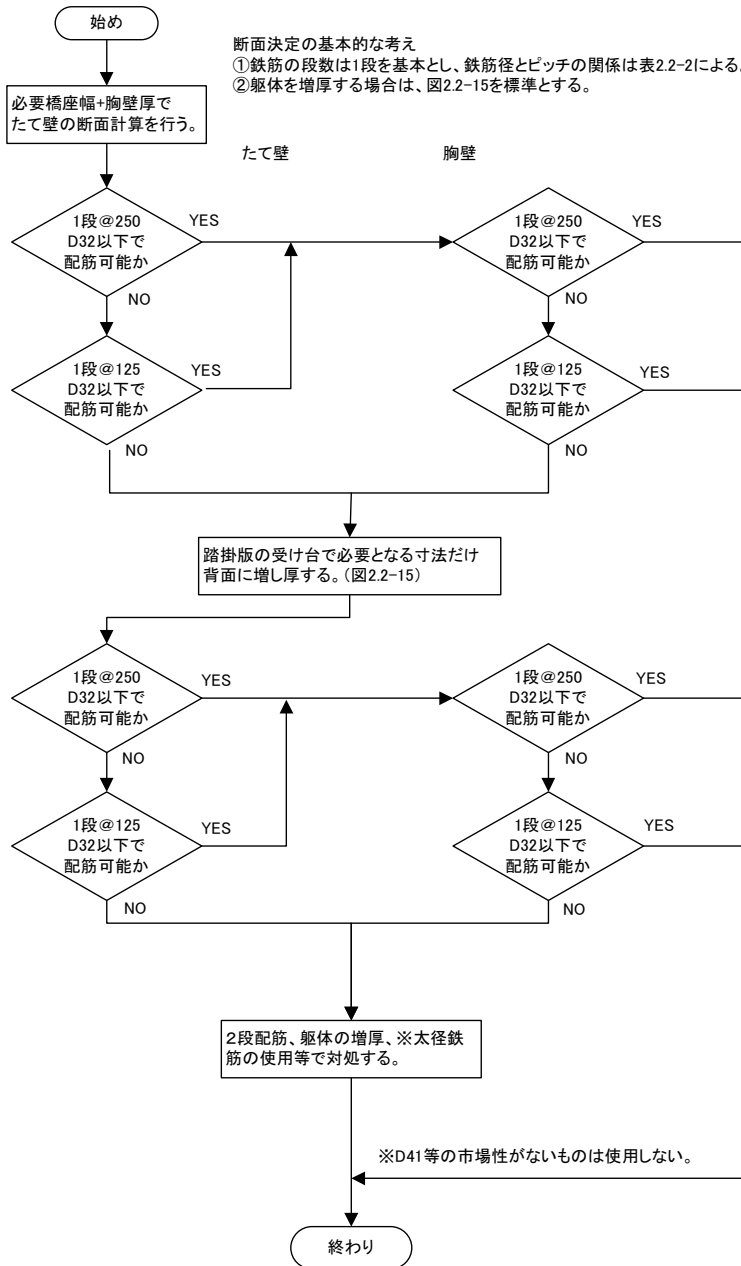 始め
断面決定の基本的な考え
①鉄筋の段数は1段を基本とし、鉄筋径とピッチの関係は表2.2-2による。
②躯体を増厚する場合は、図2.2-15を標準とする。
必要橋座幅+胸壁厚で
たて壁の断面計算を行う。
たて壁
胸壁
1段@250
D32以下で
配筋可能か
YES
NO
1段@250
D32以下で
配筋可能か
YES
NO
1段@125
D32以下で
配筋可能か
YES
NO
1段@125
D32以下で
配筋可能か
YES
NO
踏掛版の受け台で必要となる寸法だけ
背面に増し厚する。(図2.2-15)
1段@250
D32以下で
配筋可能か
YES
NO
1段@250
D32以下で
配筋可能か
YES
NO
1段@125
D32以下で
配筋可能か
YES
NO
1段@125
D32以下で
配筋可能か
YES
NO
２段配筋、躯体の増厚、※太径鉄
筋の使用等で対処する。
※D41等の市場性がないものは使用しない。
終わり